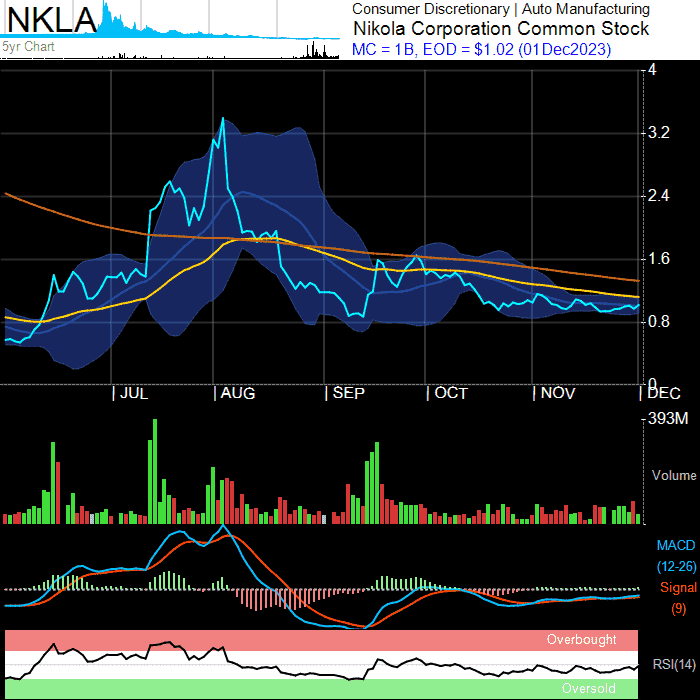 NKLA
5yr Chart
Consumer Discretionary | Auto Manufacturing
Nikola Corporation Common Stock
MC = 1B, EOD = $1.02 (01Dec2023)
4
3.2
2.4
1.6
0.8
0
JUL AUG SEP OCT NOV DEC
393M
Volume
MACD
(12-26)
Signal
(9)
Overbought
RSI(14)
Oversold